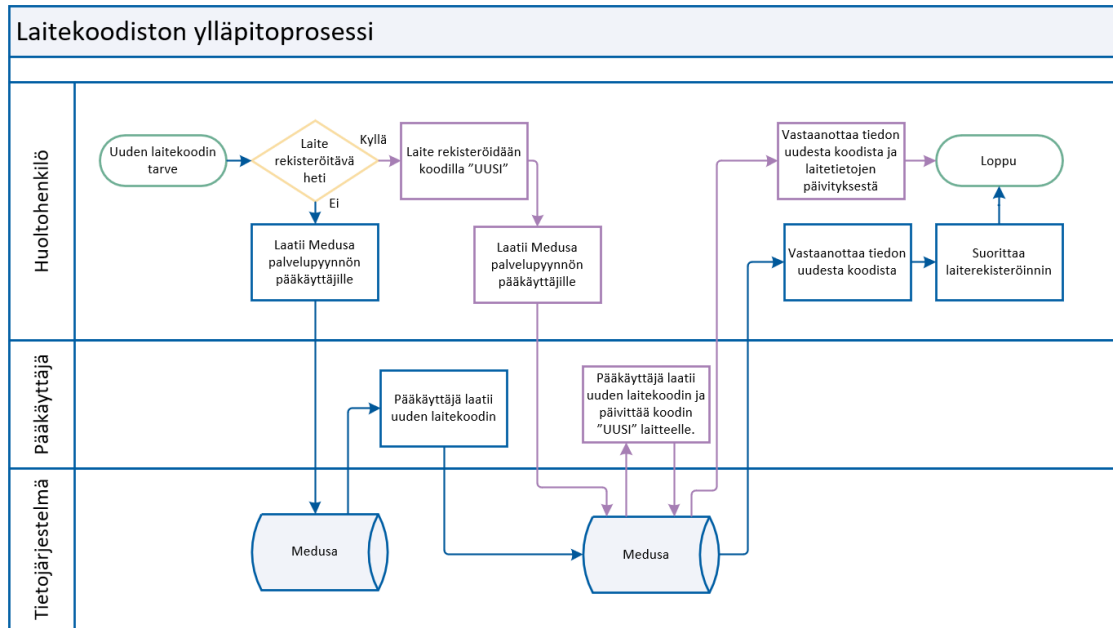 Laitekoodiston ylläpitoprosessi
Huoltohenkilö
Uuden laitekoodin
tarve
Laite
rekisteröitävä
heti
Kyllä
Ei
Laite rekisteröidään
koodilla ”UUSI”
Laatii Medusa
palvelupyynnön
pääkäyttäjille
Laatii Medusa
palvelupyynnön
pääkäyttäjille
Vastaanottaa tiedon
uudesta koodista ja
laitetietojen
päivityksestä
Loppu
Vastaanottaa tiedon
uudesta koodista
Suorittaa
laiterekisteröinnin
Pääkäyttäjä
Pääkäyttäjä laatii
uuden laitekoodin
Pääkäyttäjä laatii
uuden laitekoodin ja
päivittää koodin
”UUSI” laitteelle.
Tietojärjestelmä
Medusa
Medusa